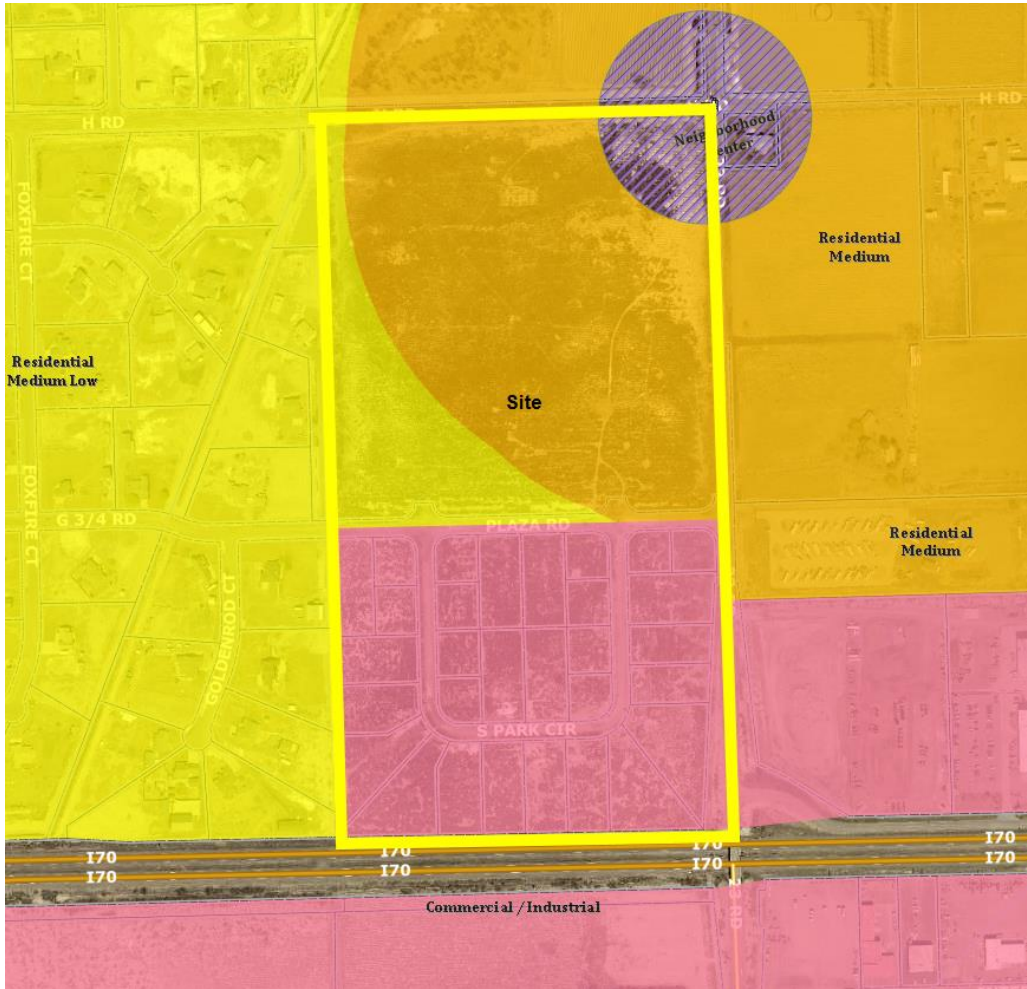 H RD
H RD
Neighborhood
Center
FOXFIRE CT
Residential
Medium
Residential
Medium Low
Site
FOXFIRE CT
G 3/4 RD
PLAZA RD
Residential
Medium
GOLDENROD CT
S PARK CIR
I70
I70
I70
I70
I70
I70
I70
I70
Commercial / Industrial
RD